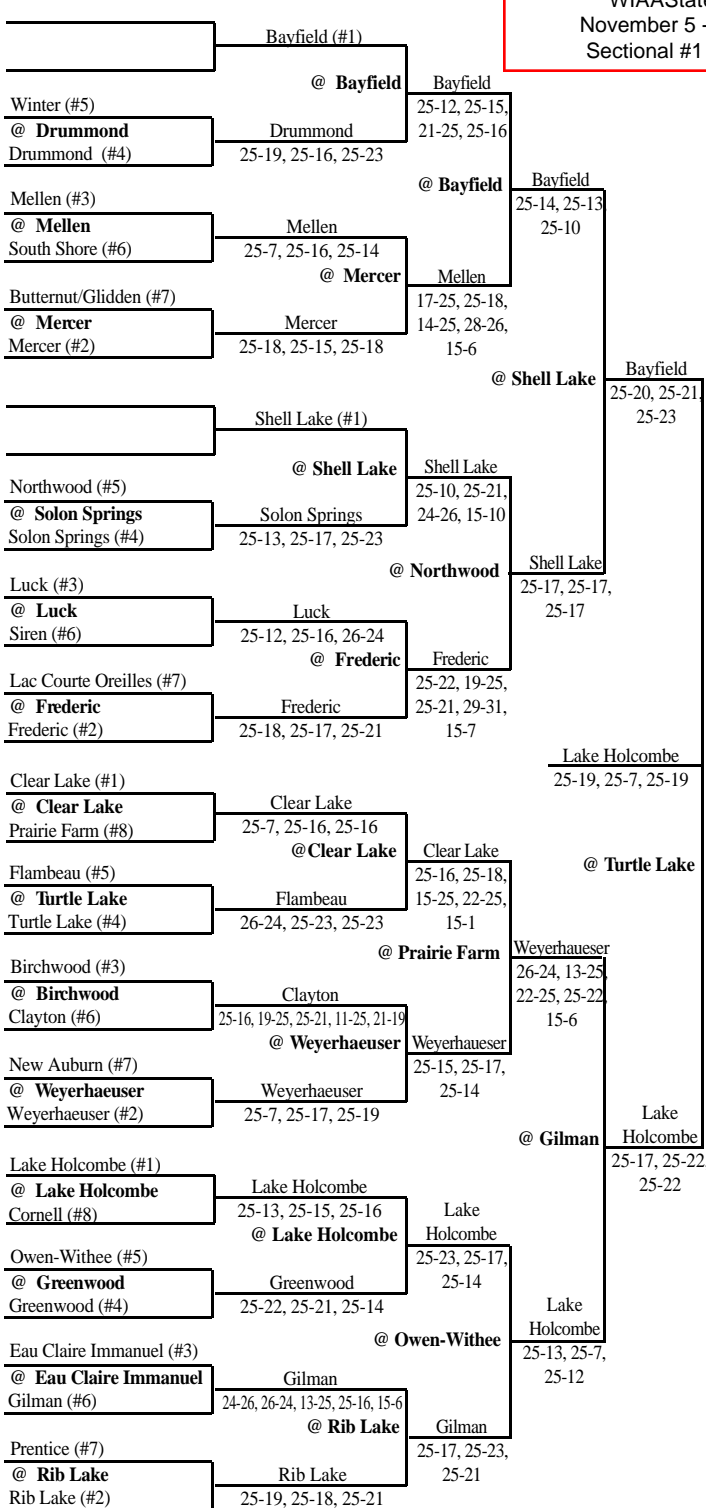 WIAAState
November 5 -
Sectional #1
Bayfield (#1)
@ Bayfield
Bayfield
25-12, 25-15,
21-25, 25-16
Winter (#5)
@ Drummond
Drummond (#4)
Drummond
25-19, 25-16, 25-23
@ Bayfield
Bayfield
25-14, 25-13,
25-10
Mellen (#3)
@ Mellen
South Shore (#6)
Mellen
25-7, 25-16, 25-14
@ Mercer
Mellen
17-25, 25-18,
14-25, 28-26,
15-6
Butternut/Glidden (#7)
@ Mercer
Mercer (#2)
Mercer
25-18, 25-15, 25-18
@ Shell Lake
Bayfield
25-20, 25-21,
25-23
Shell Lake (#1)
@ Shell Lake
Shell Lake
25-10, 25-21,
24-26, 15-10
Northwood (#5)
@ Solon Springs
Solon Springs (#4)
Solon Springs
25-13, 25-17, 25-23
@ Northwood
Shell Lake
25-17, 25-17,
25-17
Luck (#3)
@ Luck
Siren (#6)
Luck
25-12, 25-16, 26-24
@ Frederic
Frederic
25-22, 19-25,
25-21, 29-31,
15-7
Lac Courte Oreilles (#7)
@ Frederic
Frederic (#2)
Frederic
25-18, 25-17, 25-21
Lake Holcombe
25-19, 25-7, 25-19
Clear Lake (#1)
@ Clear Lake
Prairie Farm (#8)
Clear Lake
25-7, 25-16, 25-16
@Clear Lake
Clear Lake
25-16, 25-18,
15-25, 22-25,
15-1
@ Turtle Lake
Flambeau (#5)
@ Turtle Lake
Turtle Lake (#4)
Flambeau
26-24, 25-23, 25-23
@ Prairie Farm
Weyerhaueser
26-24, 13-25,
22-25, 25-22,
15-6
Birchwood (#3)
@ Birchwood
Clayton (#6)
Clayton
25-16, 19-25, 25-21, 11-25, 21-19
@ Weyerhaeuser
Weyerhaueser
25-15, 25-17,
25-14
New Auburn (#7)
@ Weyerhaeuser
Weyerhaeuser (#2)
Weyerhaeuser
25-7, 25-17, 25-19
@ Gilman
Lake
Holcombe
25-17, 25-22
25-22
Lake Holcombe (#1)
@ Lake Holcombe
Cornell (#8)
Lake Holcombe
25-13, 25-15, 25-16
@ Lake Holcombe
Lake
Holcombe
25-23, 25-17,
25-14
Owen-Withee (#5)
@ Greenwood
Greenwood (#4)
Greenwood
25-22, 25-21, 25-14
@ Owen-Withee
Lake
Holcombe
25-13, 25-7,
25-12
Eau Claire Immanuel (#3)
@ Eau Claire Immanuel
Gilman (#6)
Gilman
24-26, 26-24, 13-25, 25-16, 15-6
@ Rib Lake
Gilman
25-17, 25-23,
25-21
Prentice (#7)
@ Rib Lake
Rib Lake (#2)
Rib Lake
25-19, 25-18, 25-21